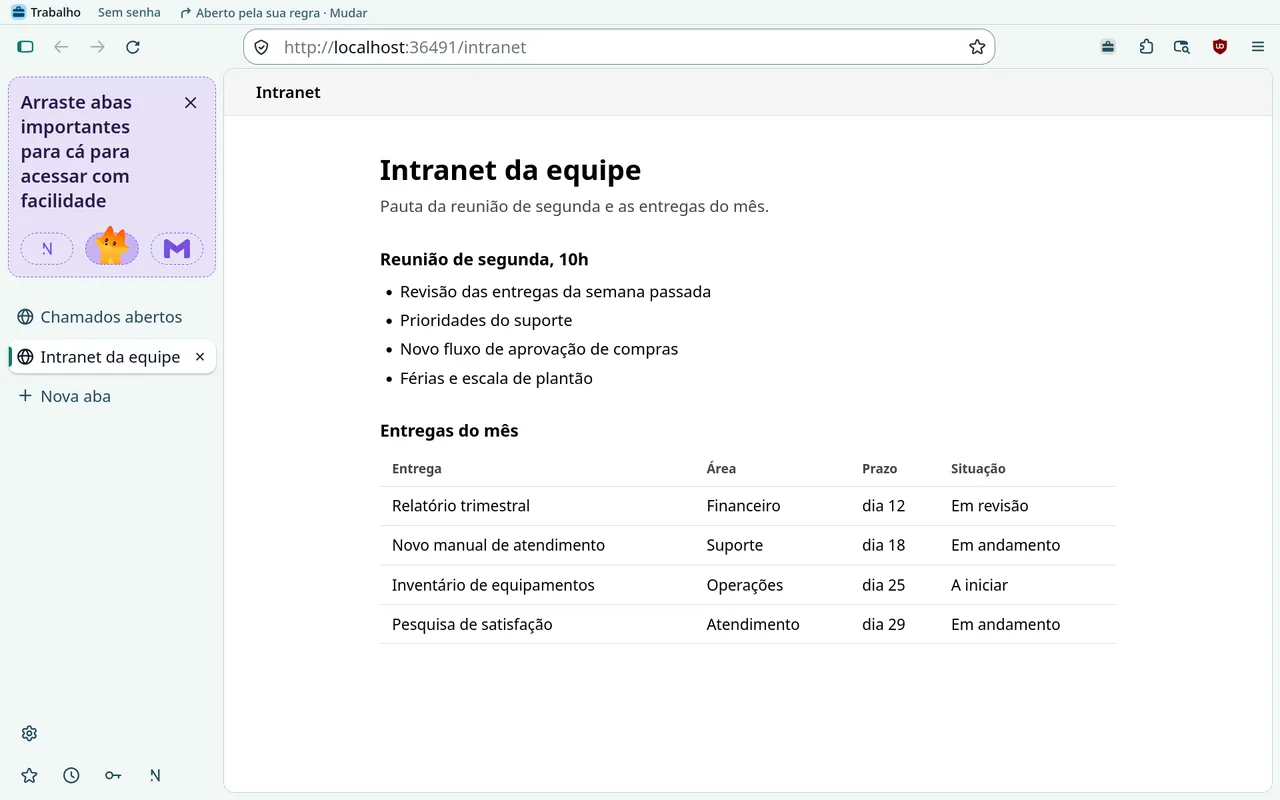 Trabalho Sem senha Aberto pela sua regra · Mudar
http://localhost:36491/intranet
Arraste abas
importantes
para cá para
acessar com
facilidade
Chamados abertos
Intranet da equipe
Nova aba
Intranet
Intranet da equipe
Pauta da reunião de segunda e as entregas do mês.
Reunião de segunda, 10h
Revisão das entregas da semana passada
Prioridades do suporte
Novo fluxo de aprovação de compras
Férias e escala de plantão
Entregas do mês
Entrega Área Prazo Situação
Relatório trimestral Financeiro dia 12 Em revisão
Novo manual de atendimento Suporte dia 18 Em andamento
Inventário de equipamentos Operações dia 25 A iniciar
Pesquisa de satisfação Atendimento dia 29 Em andamento